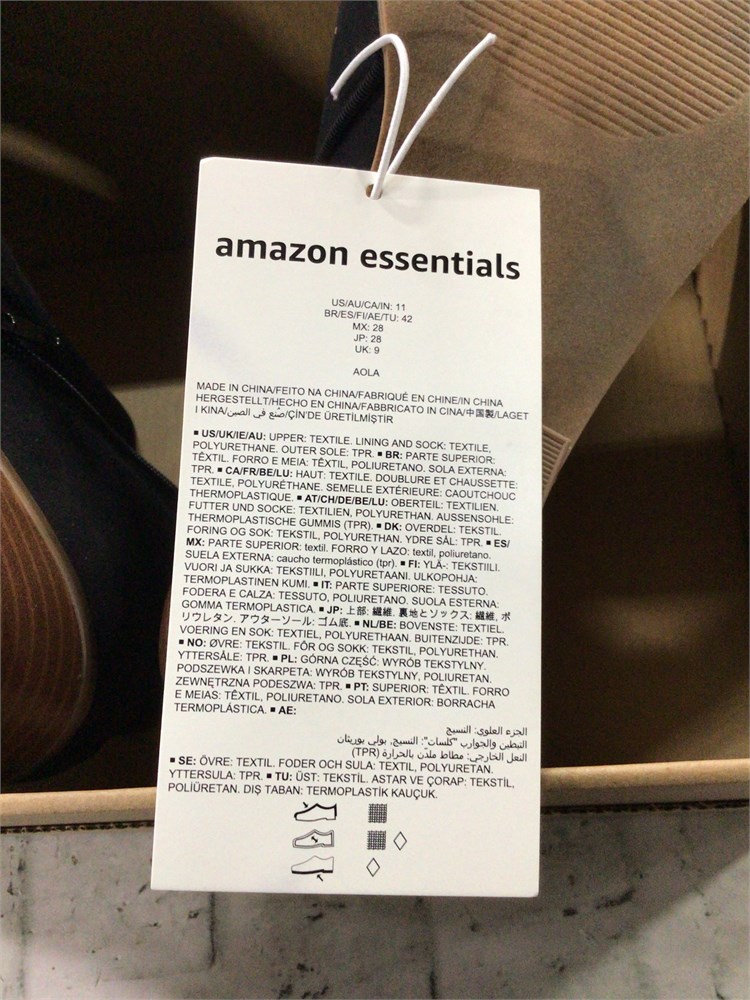 amazon essentials
US/AU/CA/IN: 11
BR/ES/FI/AE/TU: 42
MX: 28
JP: 28
UK: 9
AOLA
MADE IN CHINA/FEITO NA CHINA/FABRIQUÉ EN CHINE/IN CHINA
HERGESTELLT/HECHO EN CHINA/FABBRICATO IN CINA/中国製/LAGET
I KINA/صُنع في الصين/ÇİN'DE ÜRETİLMİŞTİR
▪ US/UK/IE/AU: UPPER: TEXTILE. LINING AND SOCK: TEXTILE,
POLYURETHANE. OUTER SOLE: TPR. ▪ BR: PARTE SUPERIOR:
TÊXTIL. FORRO E MEIA: TÊXTIL, POLIURETANO. SOLA EXTERNA:
TPR. ▪ CA/FR/BE/LU: HAUT: TEXTILE. DOUBLURE ET CHAUSSETTE:
TEXTILE, POLYURÉTHANE. SEMELLE EXTÉRIEURE: CAOUTCHOUC
THERMOPLASTIQUE. ▪ AT/CH/DE/BE/LU: OBERTEIL: TEXTILIEN.
FUTTER UND SOCKE: TEXTILIEN, POLYURETHAN. AUSSENSOHLE:
THERMOPLASTISCHE GUMMIS (TPR). ▪ DK: OVERDEL: TEKSTIL.
FORING OG SOK: TEKSTIL, POLYURETHAN. YDRE SÅL: TPR. ▪ ES/
MX: PARTE SUPERIOR: textil. FORRO Y LAZO: textil, poliuretano.
SUELA EXTERNA: caucho termoplástico (tpr). ▪ FI: YLÄ-: TEKSTIILI.
VUORI JA SUKKA: TEKSTIILI, POLYURETAANI. ULKOPOHJA:
TERMOPLASTINEN KUMI. ▪ IT: PARTE SUPERIORE: TESSUTO.
FODERA E CALZA: TESSUTO, POLIURETANO. SUOLA ESTERNA:
GOMMA TERMOPLASTICA. ▪ JP: 上部: 繊維. 裏地とソックス: 繊維, ポ
リウレタン. アウターソール: ゴム底. ▪ NL/BE: BOVENSTE: TEXTIEL.
VOERING EN SOK: TEXTIEL, POLYURETHAAN. BUITENZIJDE: TPR.
▪ NO: ØVRE: TEKSTIL. FÔR OG SOKK: TEKSTIL, POLYURETHAN.
YTTERSÅLE: TPR. ▪ PL: GÓRNA CZĘŚĆ: WYRÓB TEKSTYLNY.
PODSZEWKA I SKARPETA: WYRÓB TEKSTYLNY, POLIURETAN.
ZEWNĘTRZNA PODESZWA: TPR. ▪ PT: SUPERIOR: TÊXTIL. FORRO
E MEIAS: TÊXTIL, POLIURETANO. SOLA EXTERIOR: BORRACHA
TERMOPLÁSTICA. ▪ AE:
الجزء العلوي: النسيج
التبطين والجوارب "كلسات": النسيج، بولي يوريثان
النعل الخارجي: مطاط ملدّن بالحرارة (TPR)
▪ SE: ÖVRE: TEXTIL. FODER OCH SULA: TEXTIL, POLYURETAN.
YTTERSULA: TPR. ▪ TU: ÜST: TEKSTİL. ASTAR VE ÇORAP: TEKSTİL,
POLİÜRETAN. DIŞ TABAN: TERMOPLASTİK KAUÇUK.